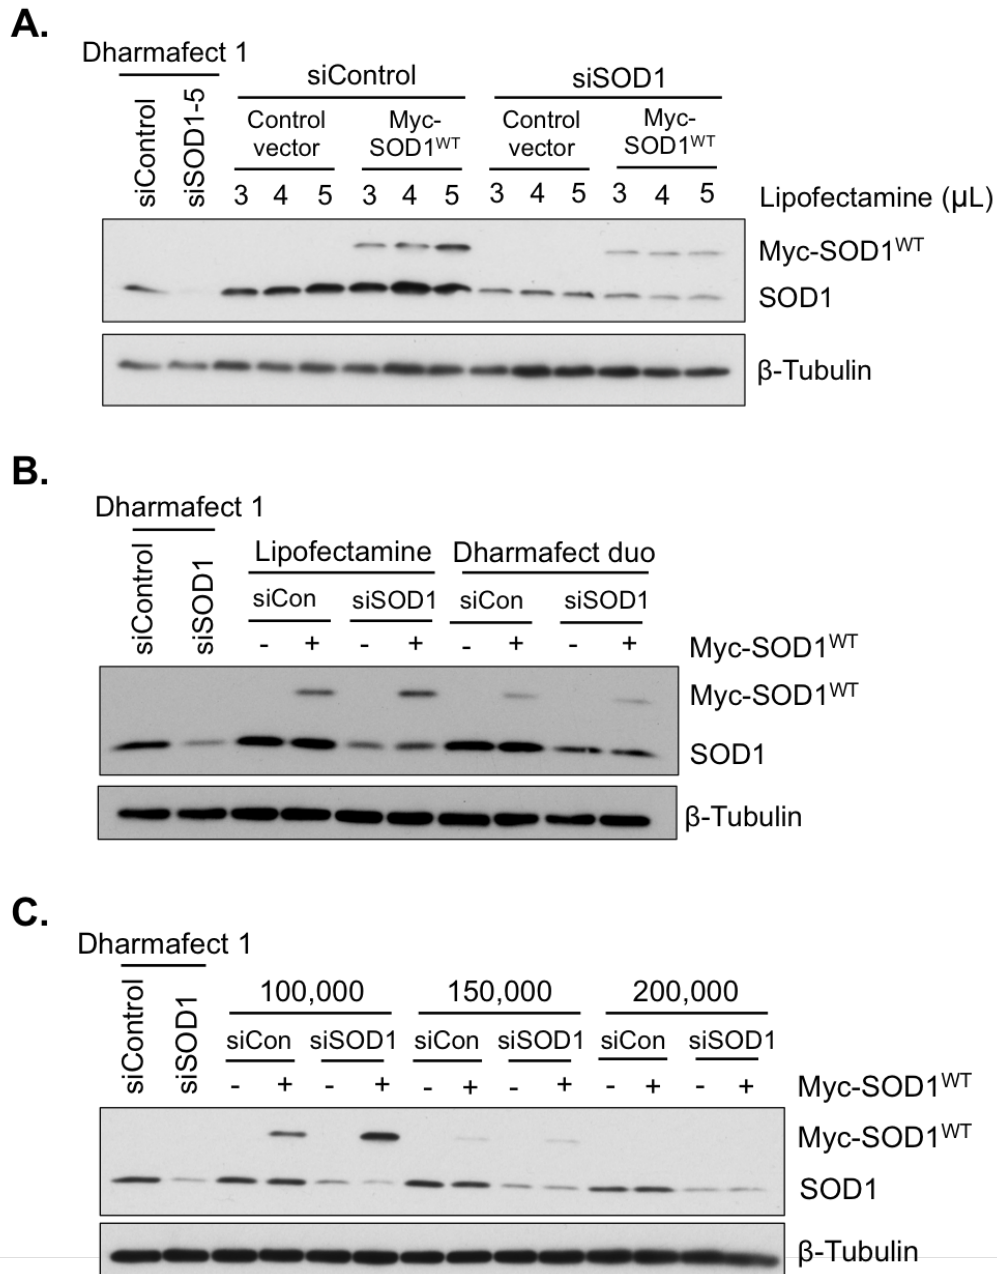 A.
Dharmafect 1
siControl
siSOD1-5
siControl
siSOD1
Control vector
Myc-SOD1WT
Control vector
Myc-SOD1WT
3 4 5 3 4 5 3 4 5 3 4 5 Lipofectamine (µL)
Myc-SOD1WT
SOD1
β-Tubulin
B.
Dharmafect 1
siControl
siSOD1
Lipofectamine Dharmafect duo
siCon siSOD1 siCon siSOD1
- + - + - + - + Myc-SOD1WT
Myc-SOD1WT
SOD1
β-Tubulin
C.
Dharmafect 1
siControl
siSOD1
100,000 150,000 200,000
siCon siSOD1 siCon siSOD1 siCon siSOD1
- + - + - + - + - + - + Myc-SOD1WT
Myc-SOD1WT
SOD1
β-Tubulin